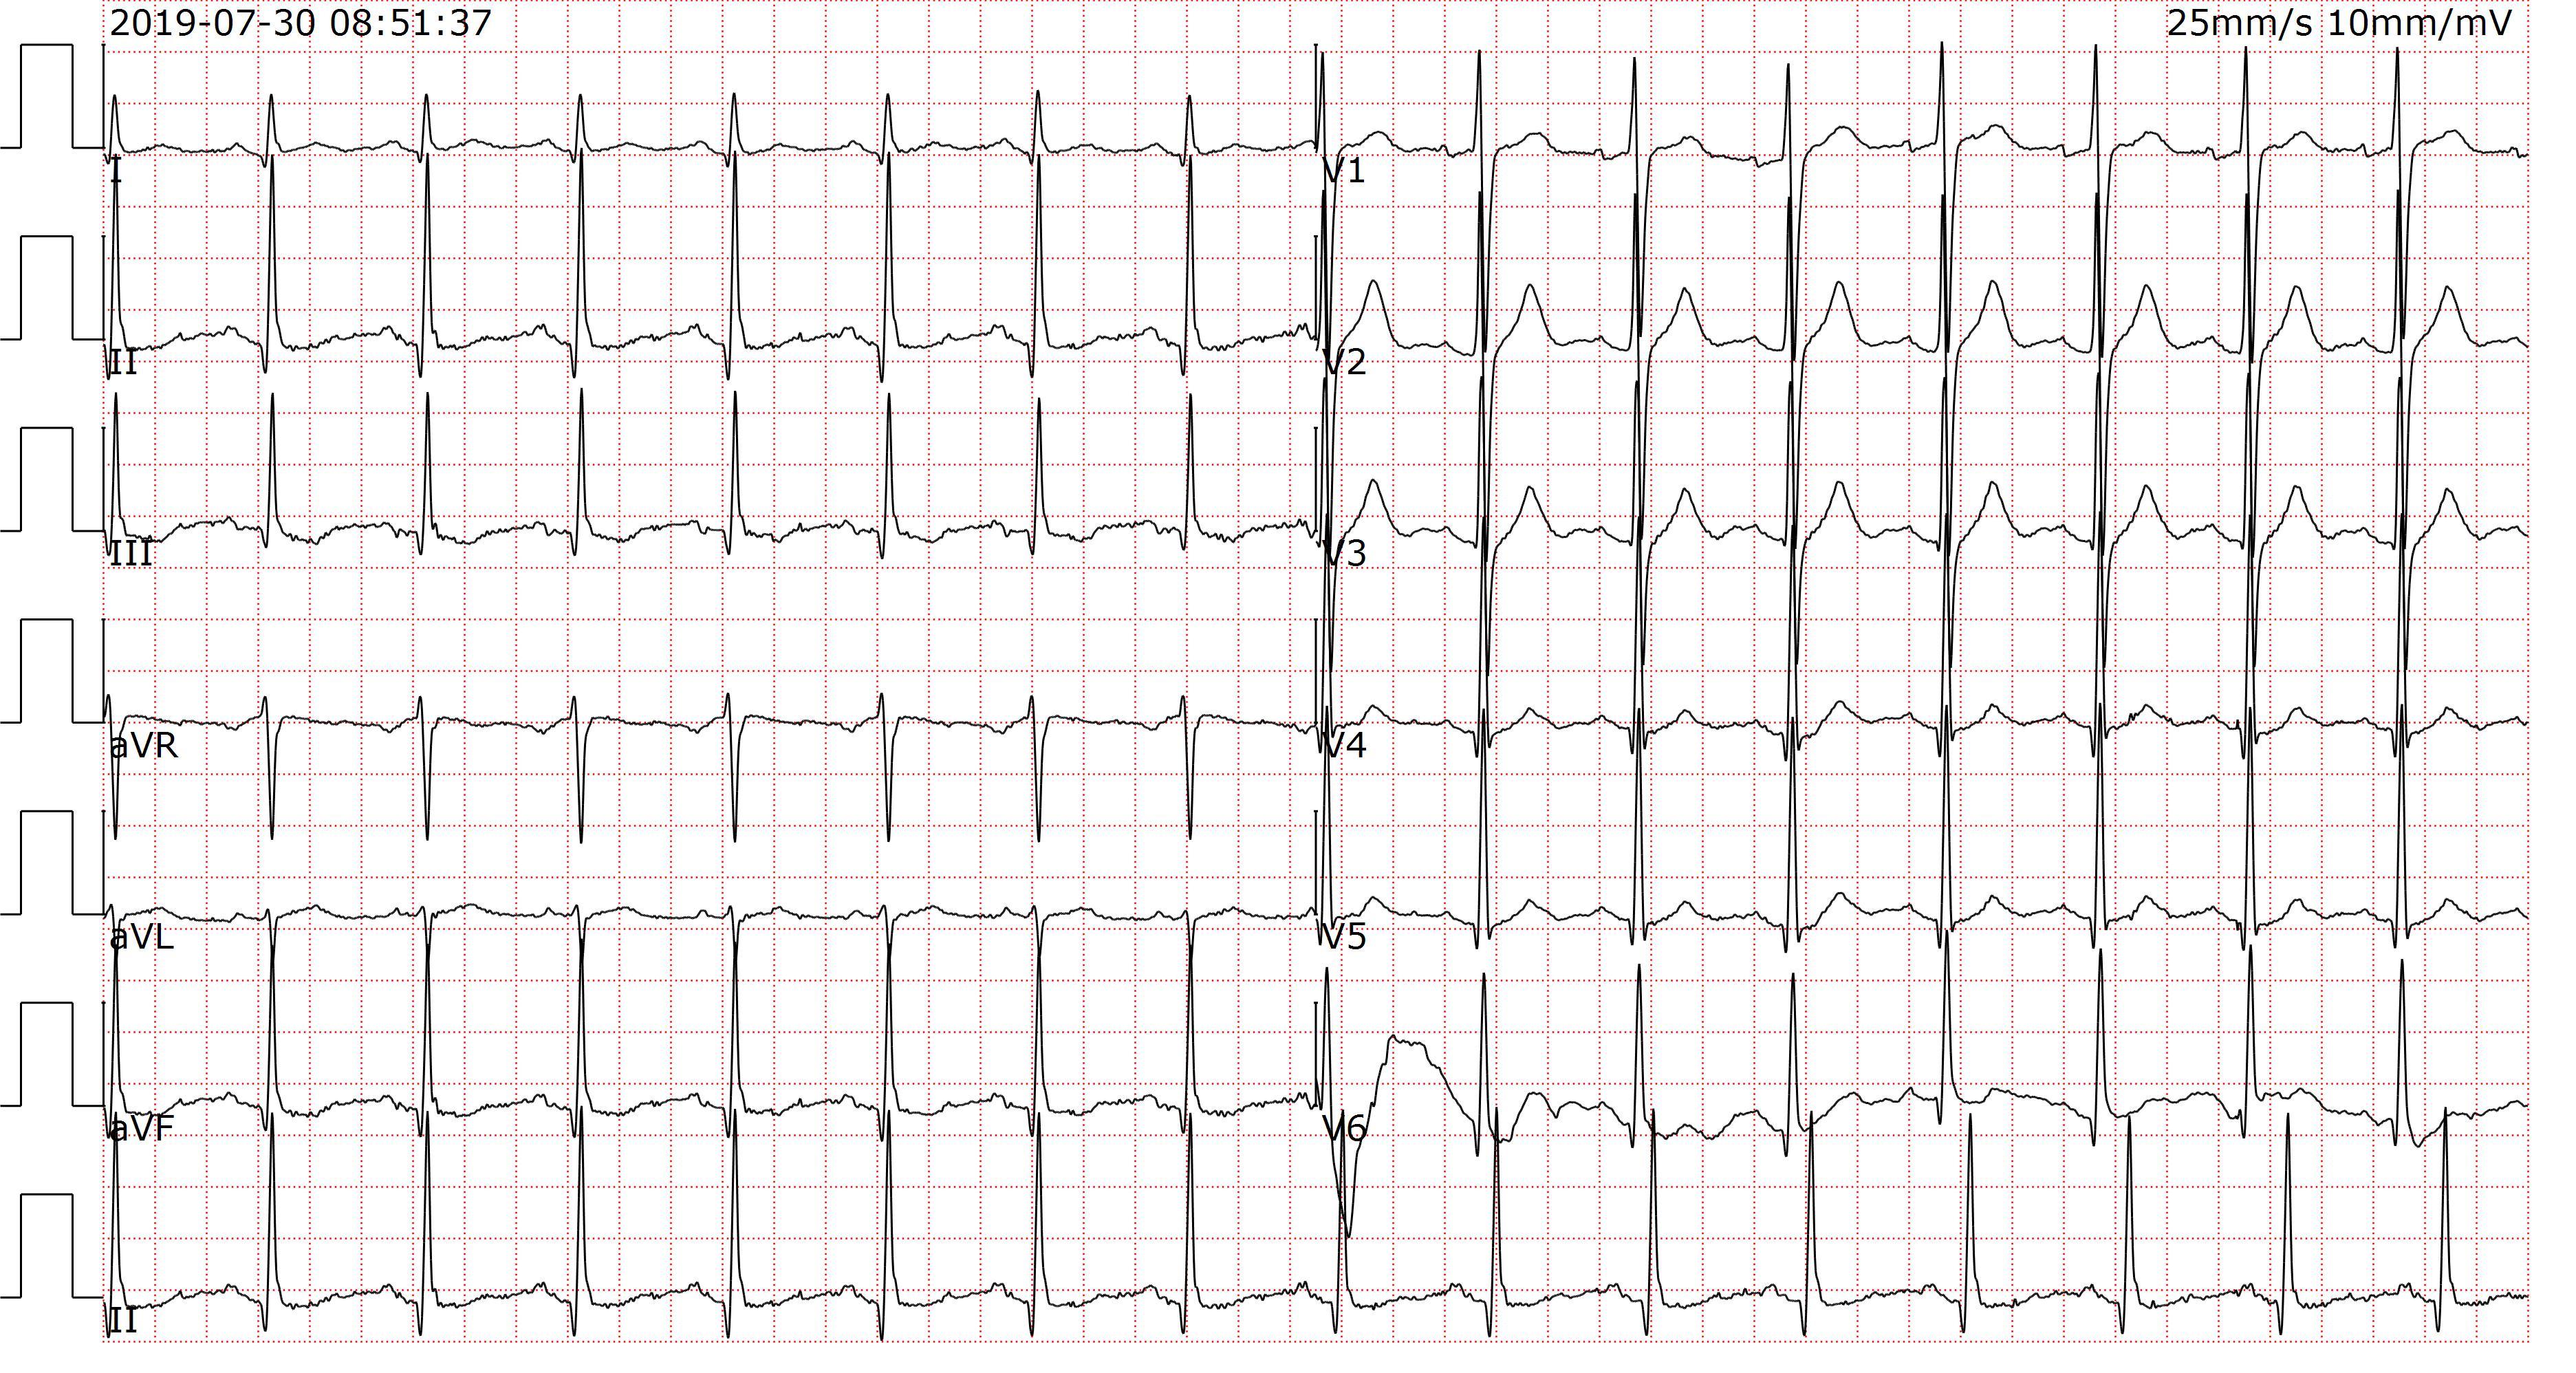 2019-07-30 08:51:37 25mm/s 10mm/mV
I V1
II V2
III V3
aVR V4
aVL V5
aVF V6
II